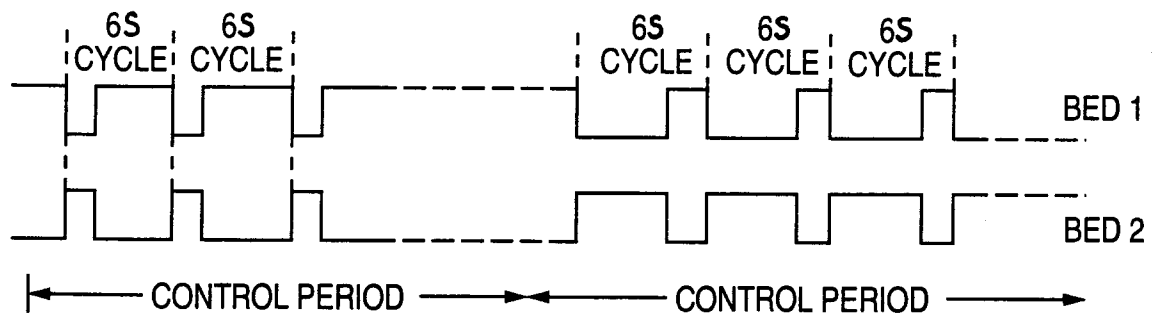 6S CYCLE
6S CYCLE
6S CYCLE
6S CYCLE
6S CYCLE
BED 1
BED 2
CONTROL PERIOD
CONTROL PERIOD